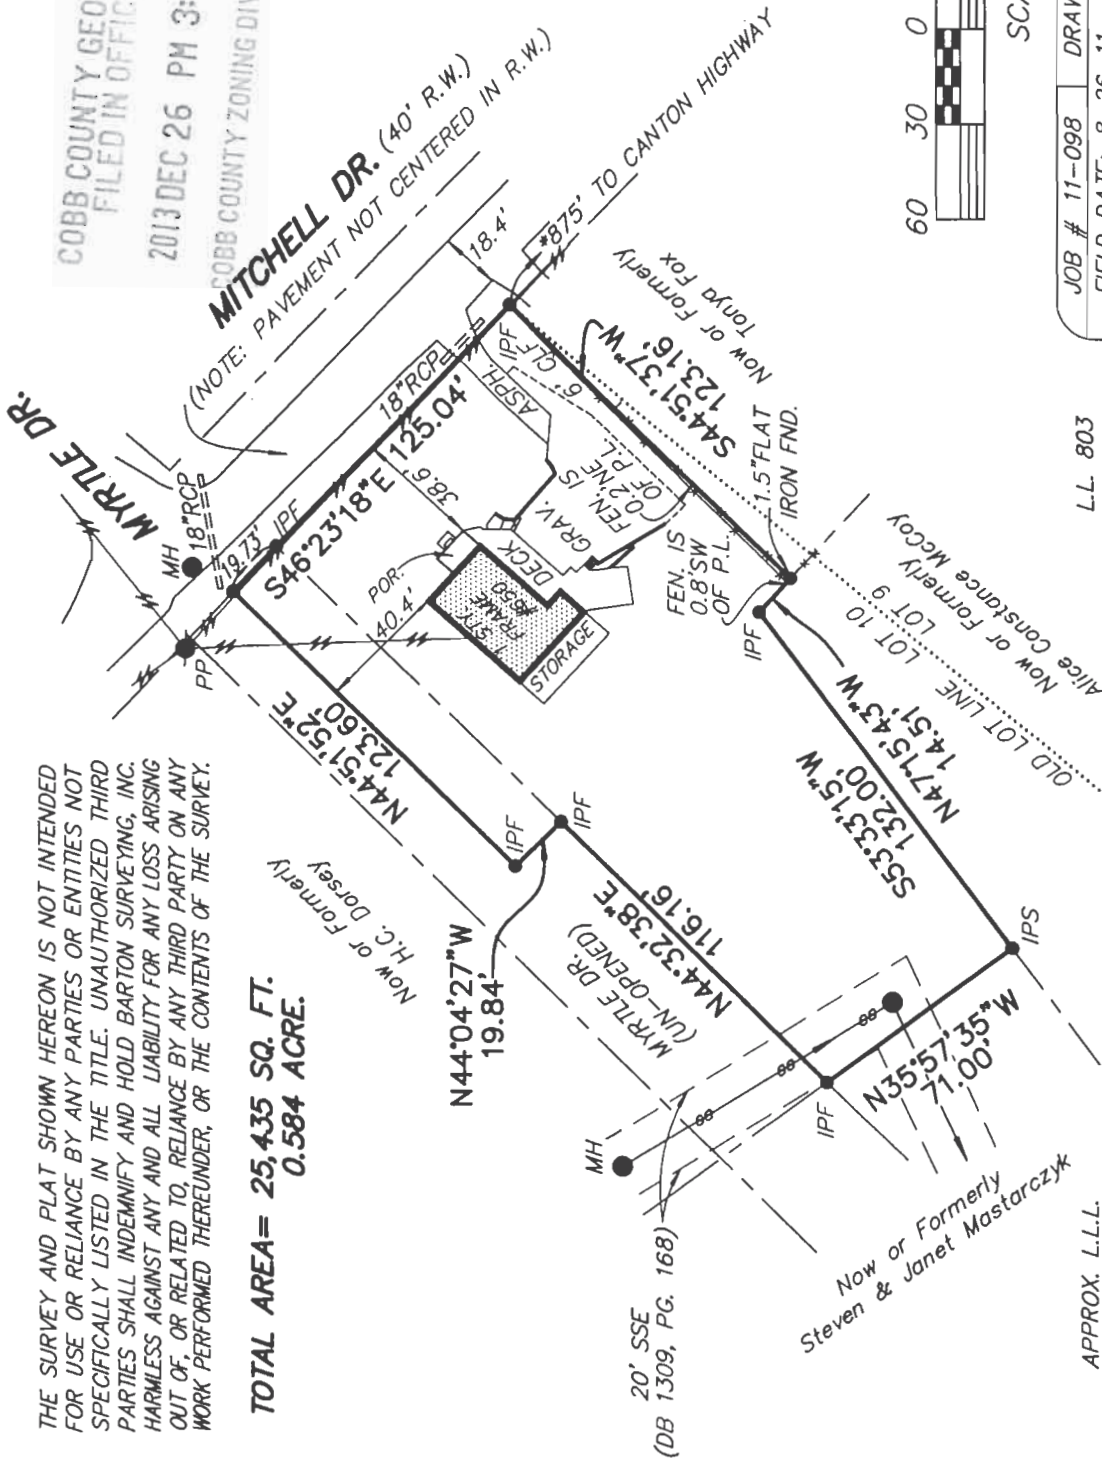 COBB COUNTY GEO
FILED IN OFFIC
2013 DEC 26 PM 3:
COBB COUNTY ZONING DIV
THE SURVEY AND PLAT SHOWN HEREON IS NOT INTENDED
FOR USE OR RELIANCE BY ANY PARTIES OR ENTITIES NOT
SPECIFICALLY LISTED IN THE TITLE. UNAUTHORIZED THIRD
PARTIES SHALL INDEMNIFY AND HOLD BARTON SURVEYING, INC.
HARMLESS AGAINST ANY AND ALL LIABILITY FOR ANY LOSS ARISING
OUT OF, OR RELATED TO, RELIANCE BY ANY THIRD PARTY ON ANY
WORK PERFORMED THEREUNDER, OR THE CONTENTS OF THE SURVEY.
TOTAL AREA= 25,435 SQ. FT.
0.584 ACRE.
MYRTLE DR.
MITCHELL DR. (40' R.W.)
(NOTE: PAVEMENT NOT CENTERED IN R.W.)
*875' TO CANTON HIGHWAY
18.4'
MH
18"RCP
PP
19.73'
IPF
S46°23'18"E 125.04'
18"RCP
ASPH.
IPF
6' CLF
38.6'
POR.
40.4'
DECK
GRAV.
1 STY
FRAME
#650
STORAGE
FEN. IS
0.2'NE
OF P.L.
FEN. IS
0.8'SW
OF P.L.
S44°51'37"W
123.16'
Now or Formerly
Tonya Fox
1.5"FLAT
IRON FND.
IPF
N44°51'52"E
123.60'
Now or Formerly
H.C. Dorsey
IPF
IPF
N44°04'27"W
19.84'
N44°32'38"E
116.16'
MYRTLE DR.
(UN-OPENED)
S53°33'15"W
132.00'
N47°15'43"W
14.51'
OLD LOT LINE
LOT 10
LOT 9
Now or Formerly
Alice Constance McCoy
MH
IPF
IPS
N35°57'35"W
71.00'
20' SSE
(DB 1309, PG. 168)
Now or Formerly
Steven & Janet Mastarczyk
APPROX. L.L.L.
LL 803
60
30
0
SCA
JOB # 11-098
DRAW
FIELD DATE: 8-26-11